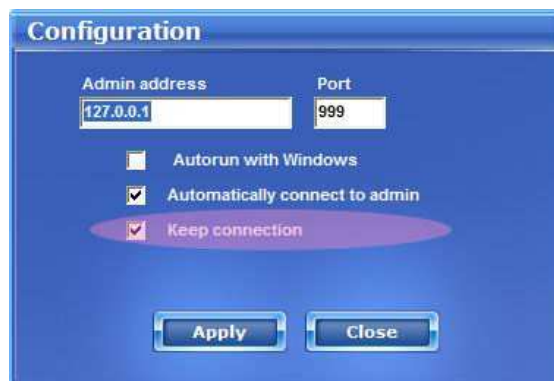 Configuration
Admin address Port
127.0.0.1 999
Autorun with Windows
Automatically connect to admin
Keep connection
Apply Close